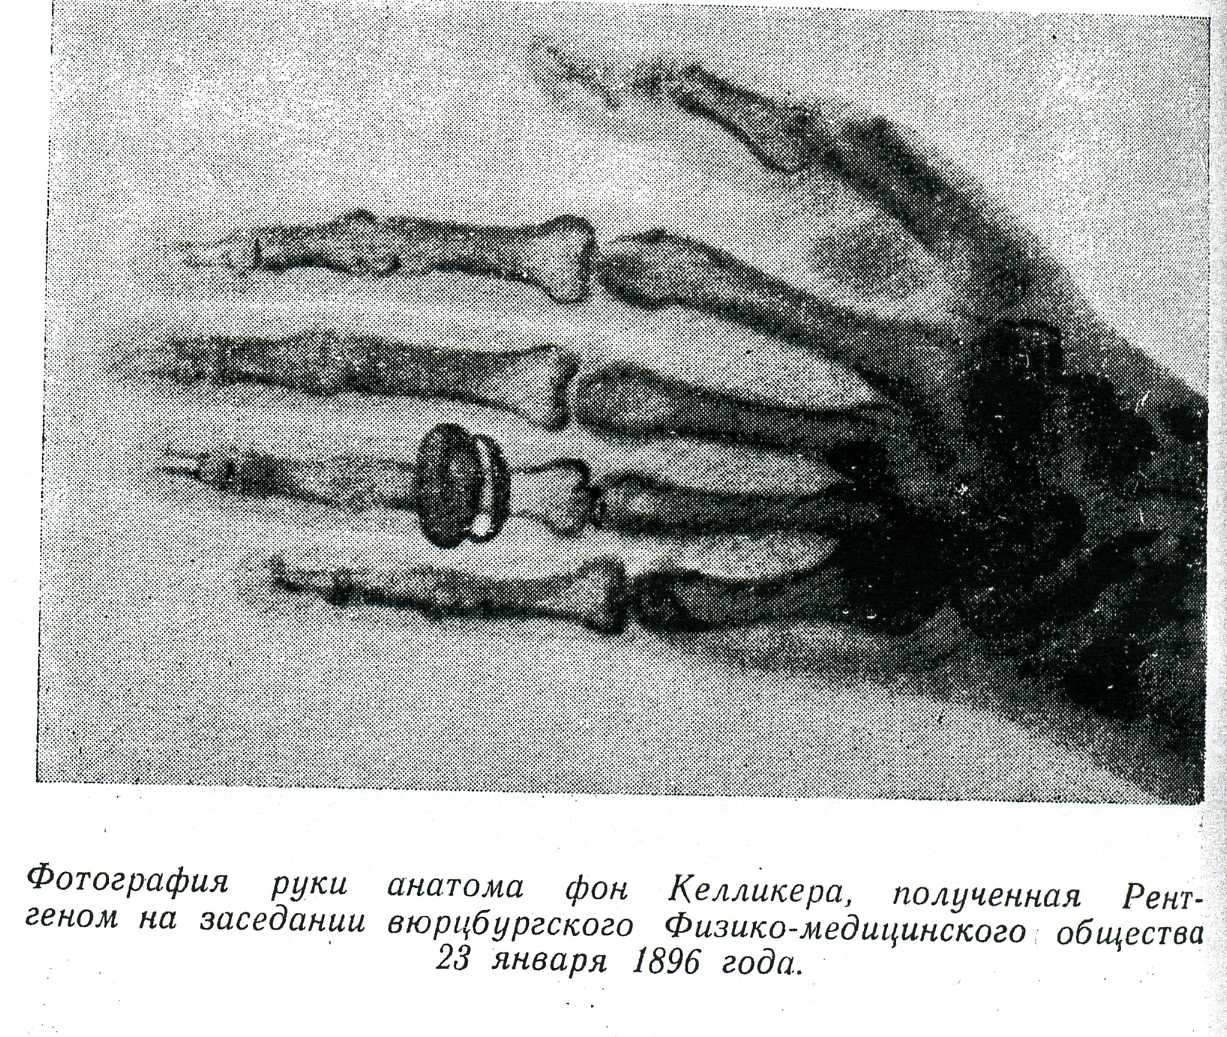 Фотография руки анатома фон Келликера, полученная Рент-
геном на заседании вюрцбургского Физико-медицинского общества
23 января 1896 года.